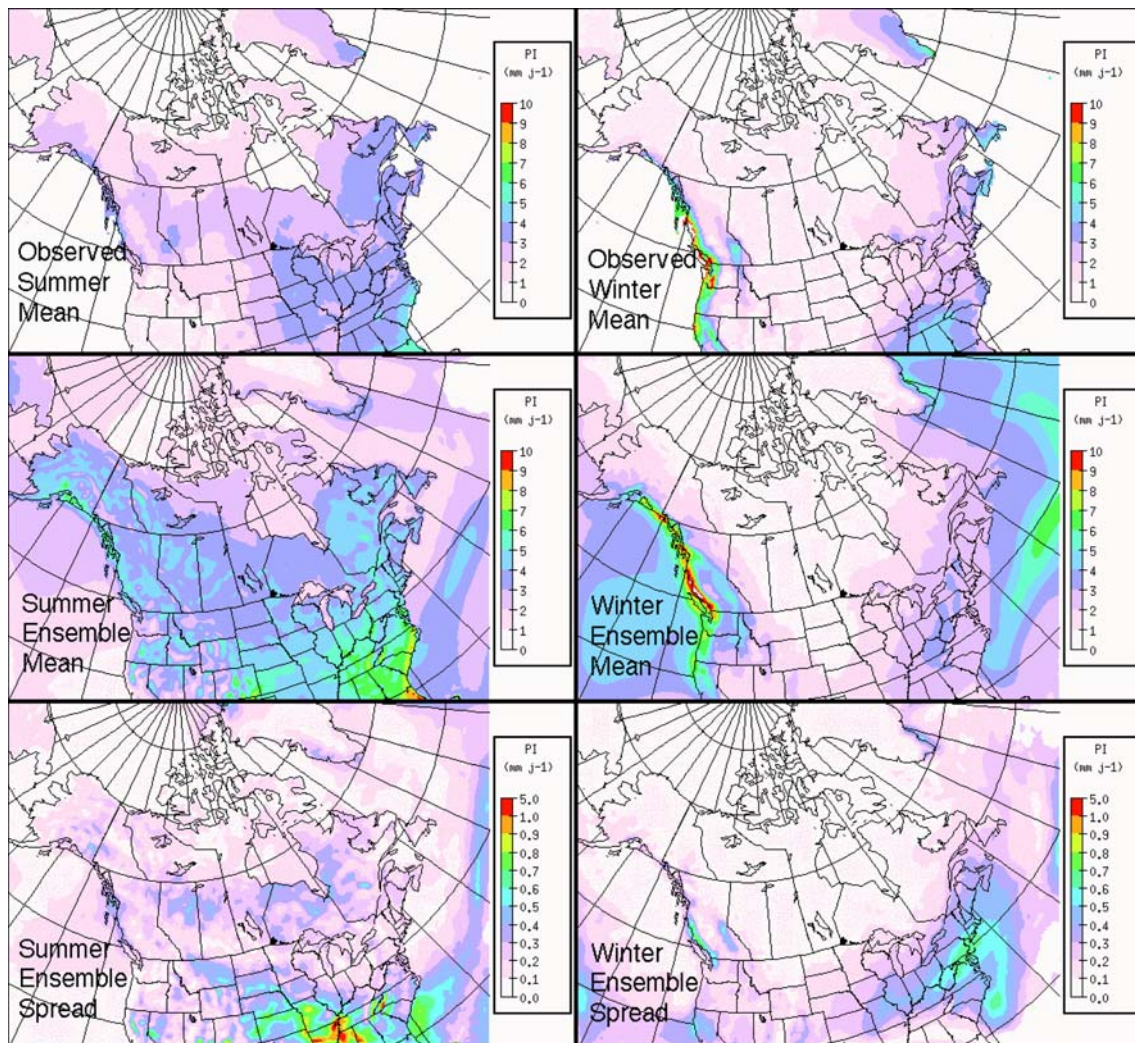 PI
(mm j-1)
10
9
8
7
6
5
4
3
2
1
0
Observed
Summer
Mean
PI
(mm j-1)
10
9
8
7
6
5
4
3
2
1
0
Observed
Winter
Mean
PI
(mm j-1)
10
9
8
7
6
5
4
3
2
1
0
Summer
Ensemble
Mean
PI
(mm j-1)
10
9
8
7
6
5
4
3
2
1
0
Winter
Ensemble
Mean
PI
(mm j-1)
5.0
1.0
0.9
0.8
0.7
0.6
0.5
0.4
0.3
0.2
0.1
0.0
Summer
Ensemble
Spread
PI
(mm j-1)
5.0
1.0
0.9
0.8
0.7
0.6
0.5
0.4
0.3
0.2
0.1
0.0
Winter
Ensemble
Spread